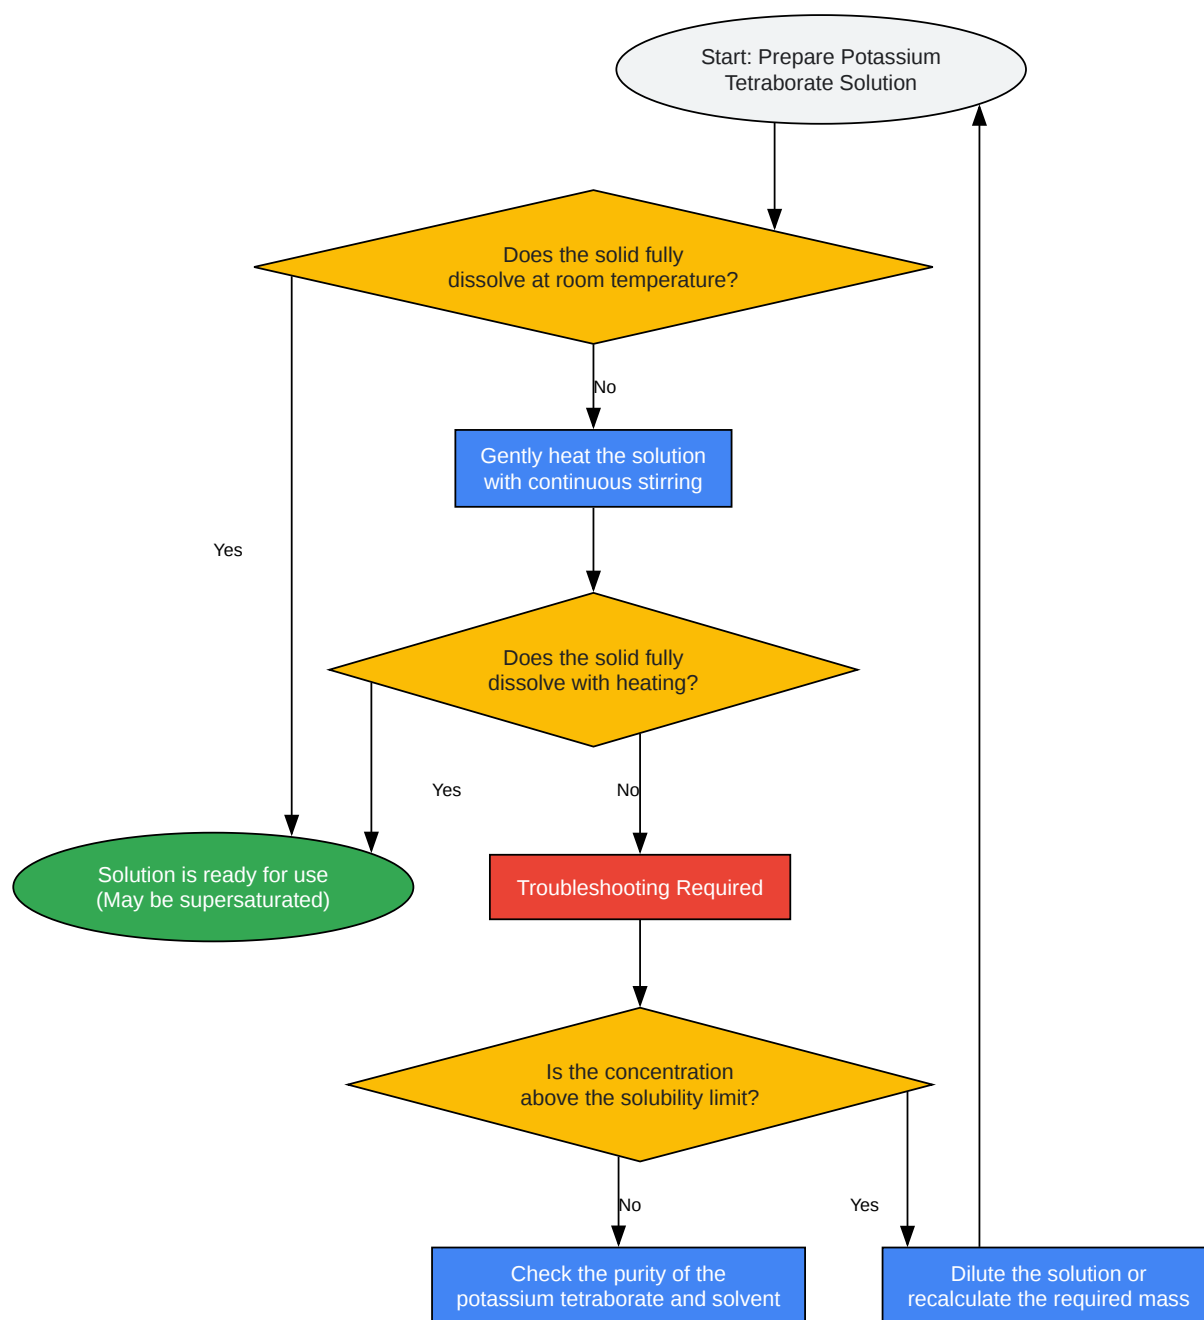 Start: Prepare Potassium
Tetraborate Solution
Does the solid fully
dissolve at room temperature?
No
Gently heat the solution
with continuous stirring
Yes
Does the solid fully
dissolve with heating?
Yes
No
Solution is ready for use
(May be supersaturated)
Troubleshooting Required
Is the concentration
above the solubility limit?
No
Yes
Check the purity of the
potassium tetraborate and solvent
Dilute the solution or
recalculate the required mass